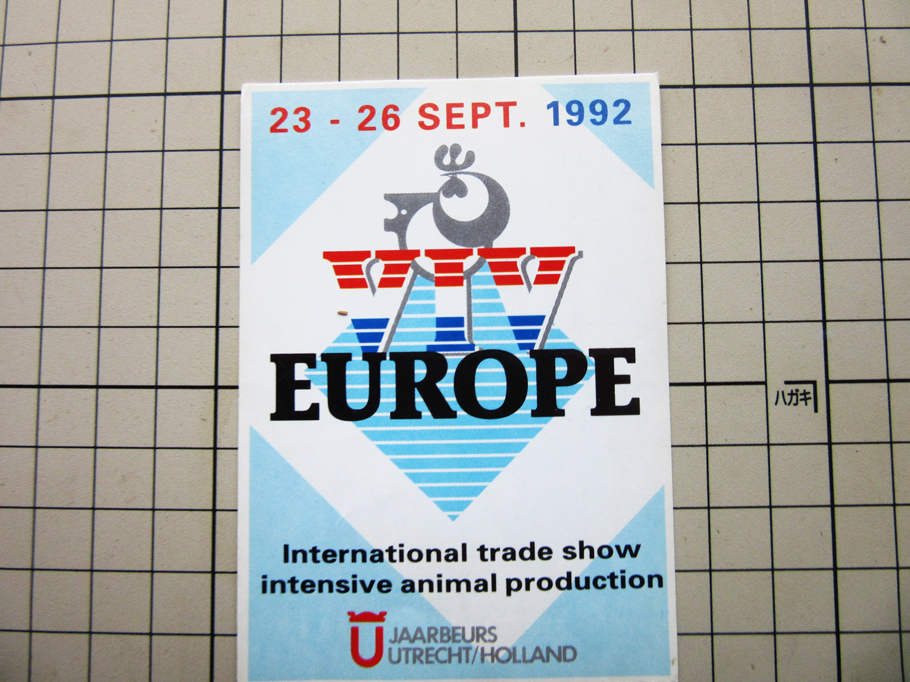 23 - 26 SEPT. 1992
VIV
EUROPE
ハガキ
International trade show
intensive animal production
JAARBEURS
UTRECHT/HOLLAND